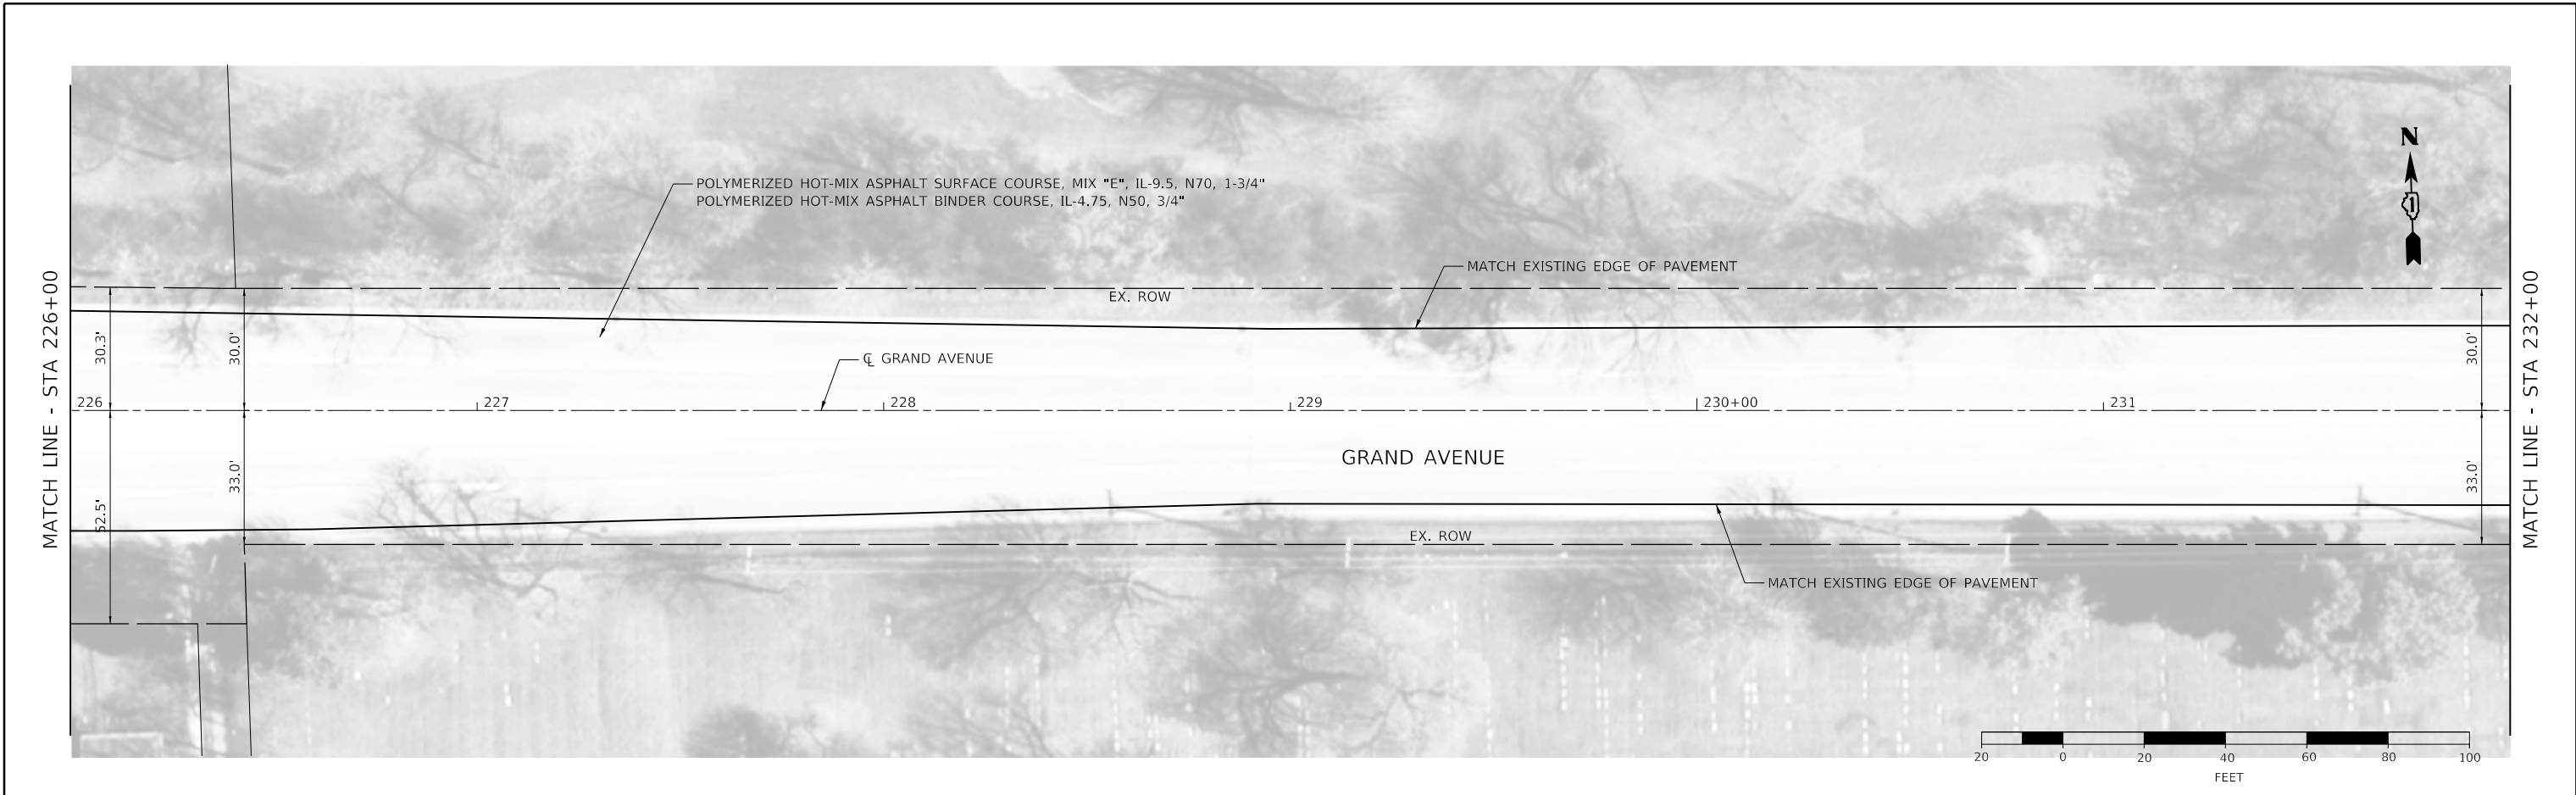 N
1
POLYMERIZED HOT-MIX ASPHALT SURFACE COURSE, MIX "E", IL-9.5, N70, 1-3/4"
POLYMERIZED HOT-MIX ASPHALT BINDER COURSE, IL-4.75, N50, 3/4"
MATCH EXISTING EDGE OF PAVEMENT
EX. ROW
MATCH LINE - STA 226+00
30.3'
30.0'
℄ GRAND AVENUE
30.0'
MATCH LINE - STA 232+00
226
227
228
229
230+00
231
GRAND AVENUE
52.5'
33.0'
33.0'
EX. ROW
MATCH EXISTING EDGE OF PAVEMENT
20 0 20 40 60 80 100
FEET